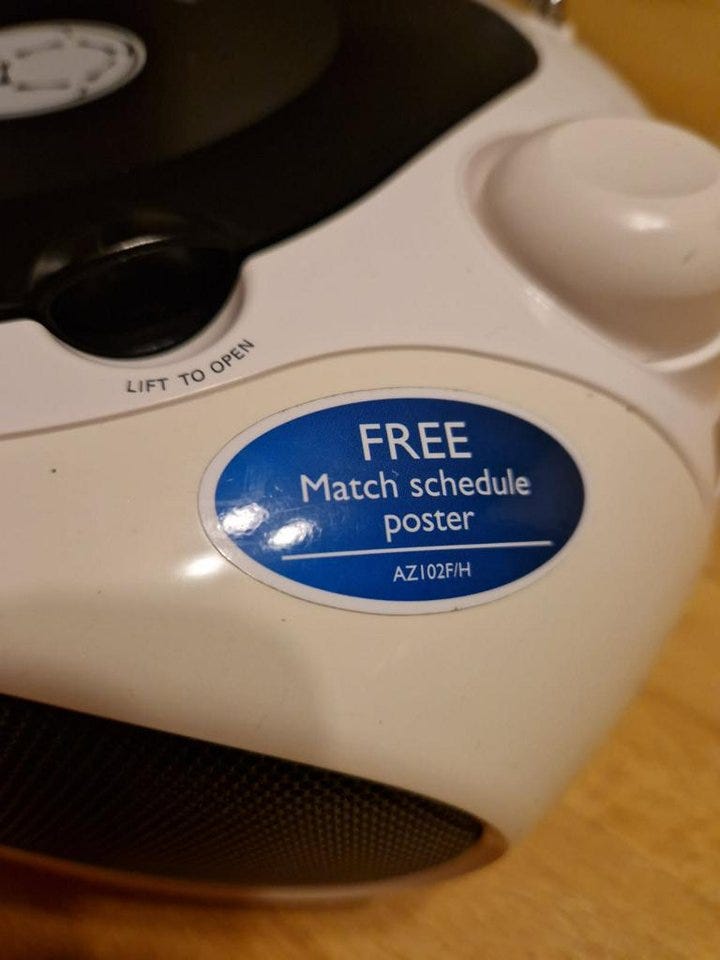 LIFT TO OPEN
FREE
Match schedule
poster
AZ102F/H